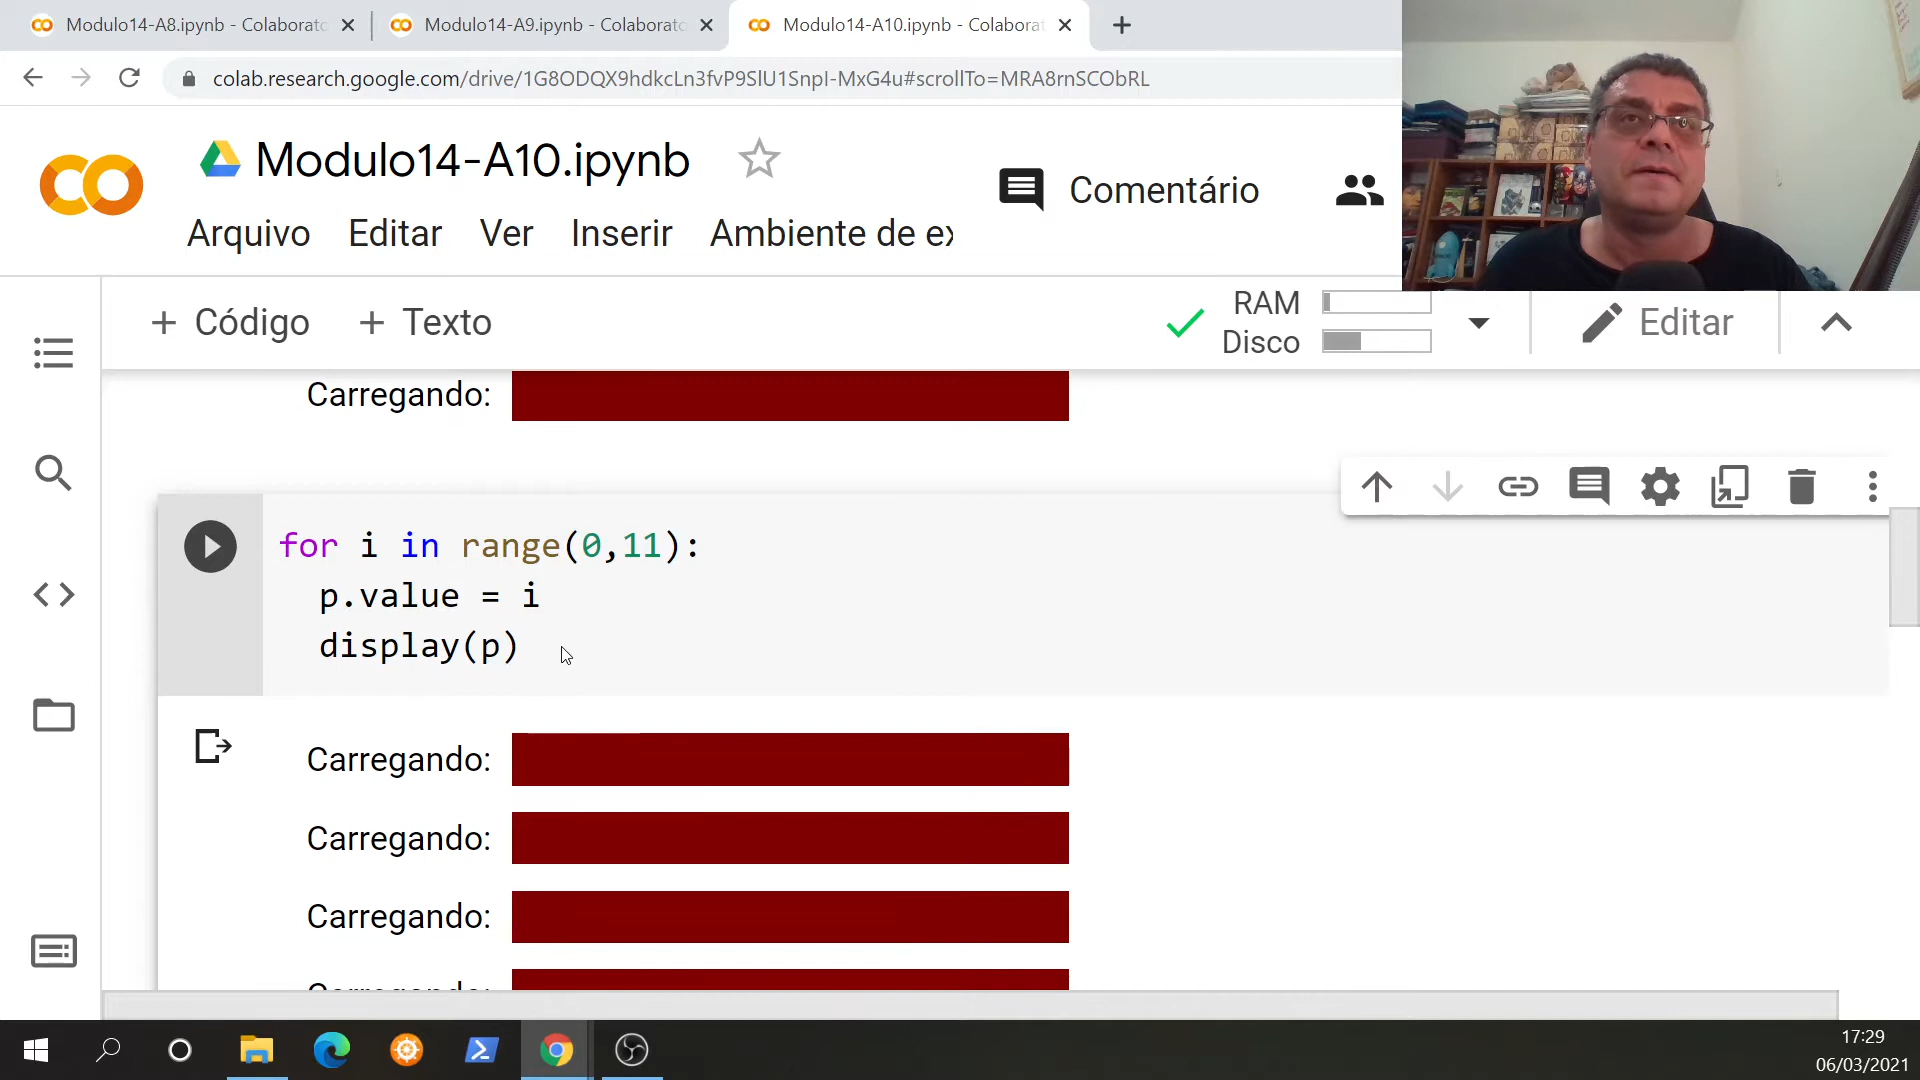 Modulo14-A8.ipynb - Colaborato
Modulo14-A9.ipynb - Colaborato
Modulo14-A10.ipynb - Colaborat
colab.research.google.com/drive/1G8ODQX9hdkcLn3fvP9SlU1SnpI-MxG4u#scrollTo=MRA8rnSCObRL
Modulo14-A10.ipynb
Comentário
Arquivo Editar Ver Inserir Ambiente de ex
+ Código + Texto
RAM
Disco
Editar
Carregando:
for i in range(0,11):
p.value = i
display(p)
Carregando:
Carregando:
Carregando:
Carregando:
17:29
06/03/2021